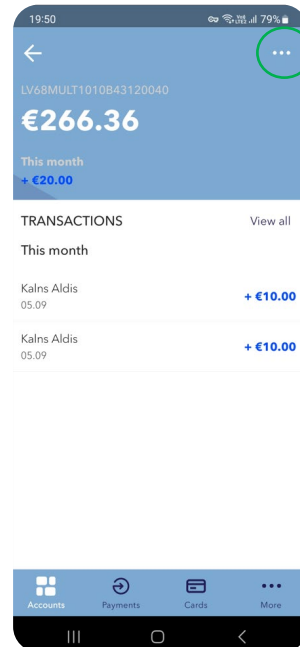 19:50
79%
LV68MULT1010B43120040
€266.36
This month
+ €20.00
TRANSACTIONS View all
This month
Kalns Aldis
05.09
+ €10.00
Kalns Aldis
05.09
+ €10.00
Accounts Payments Cards More